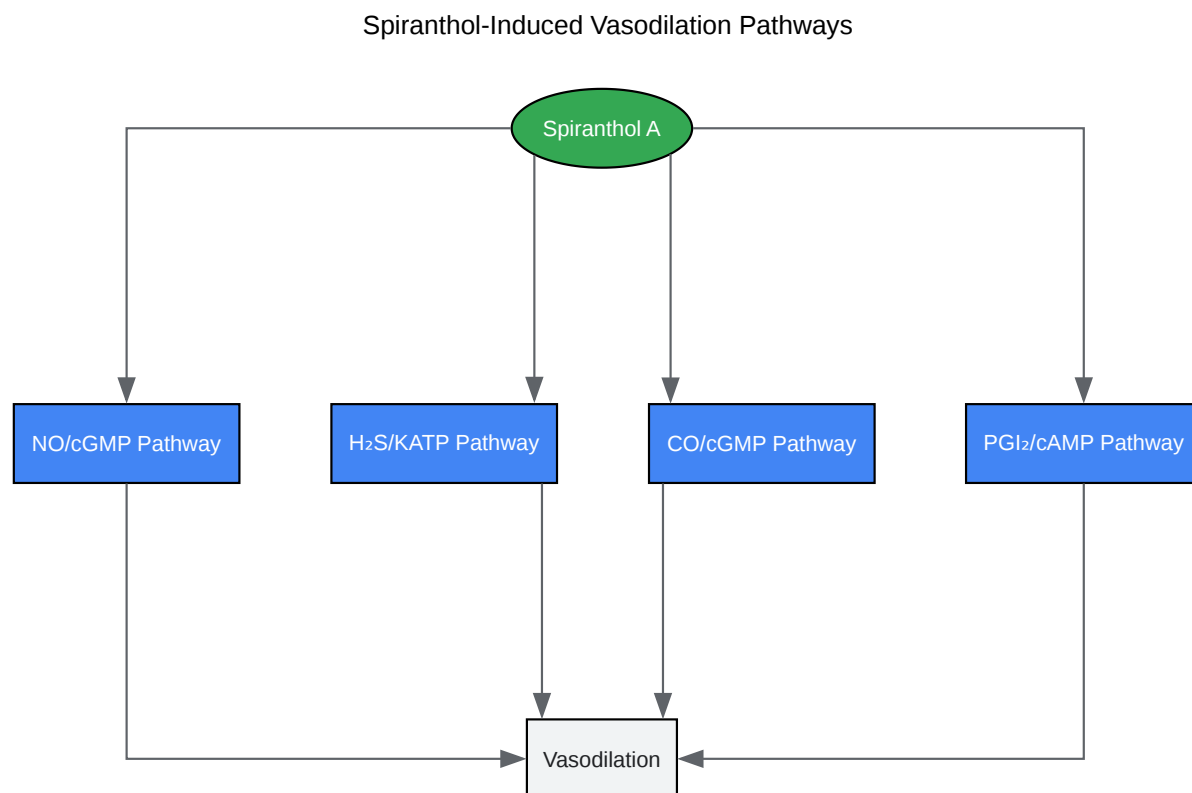 Spiranthol-Induced Vasodilation Pathways
Spiranthol A
NO/cGMP Pathway
H₂S/KATP Pathway
CO/cGMP Pathway
PGI₂/cAMP Pathway
Vasodilation